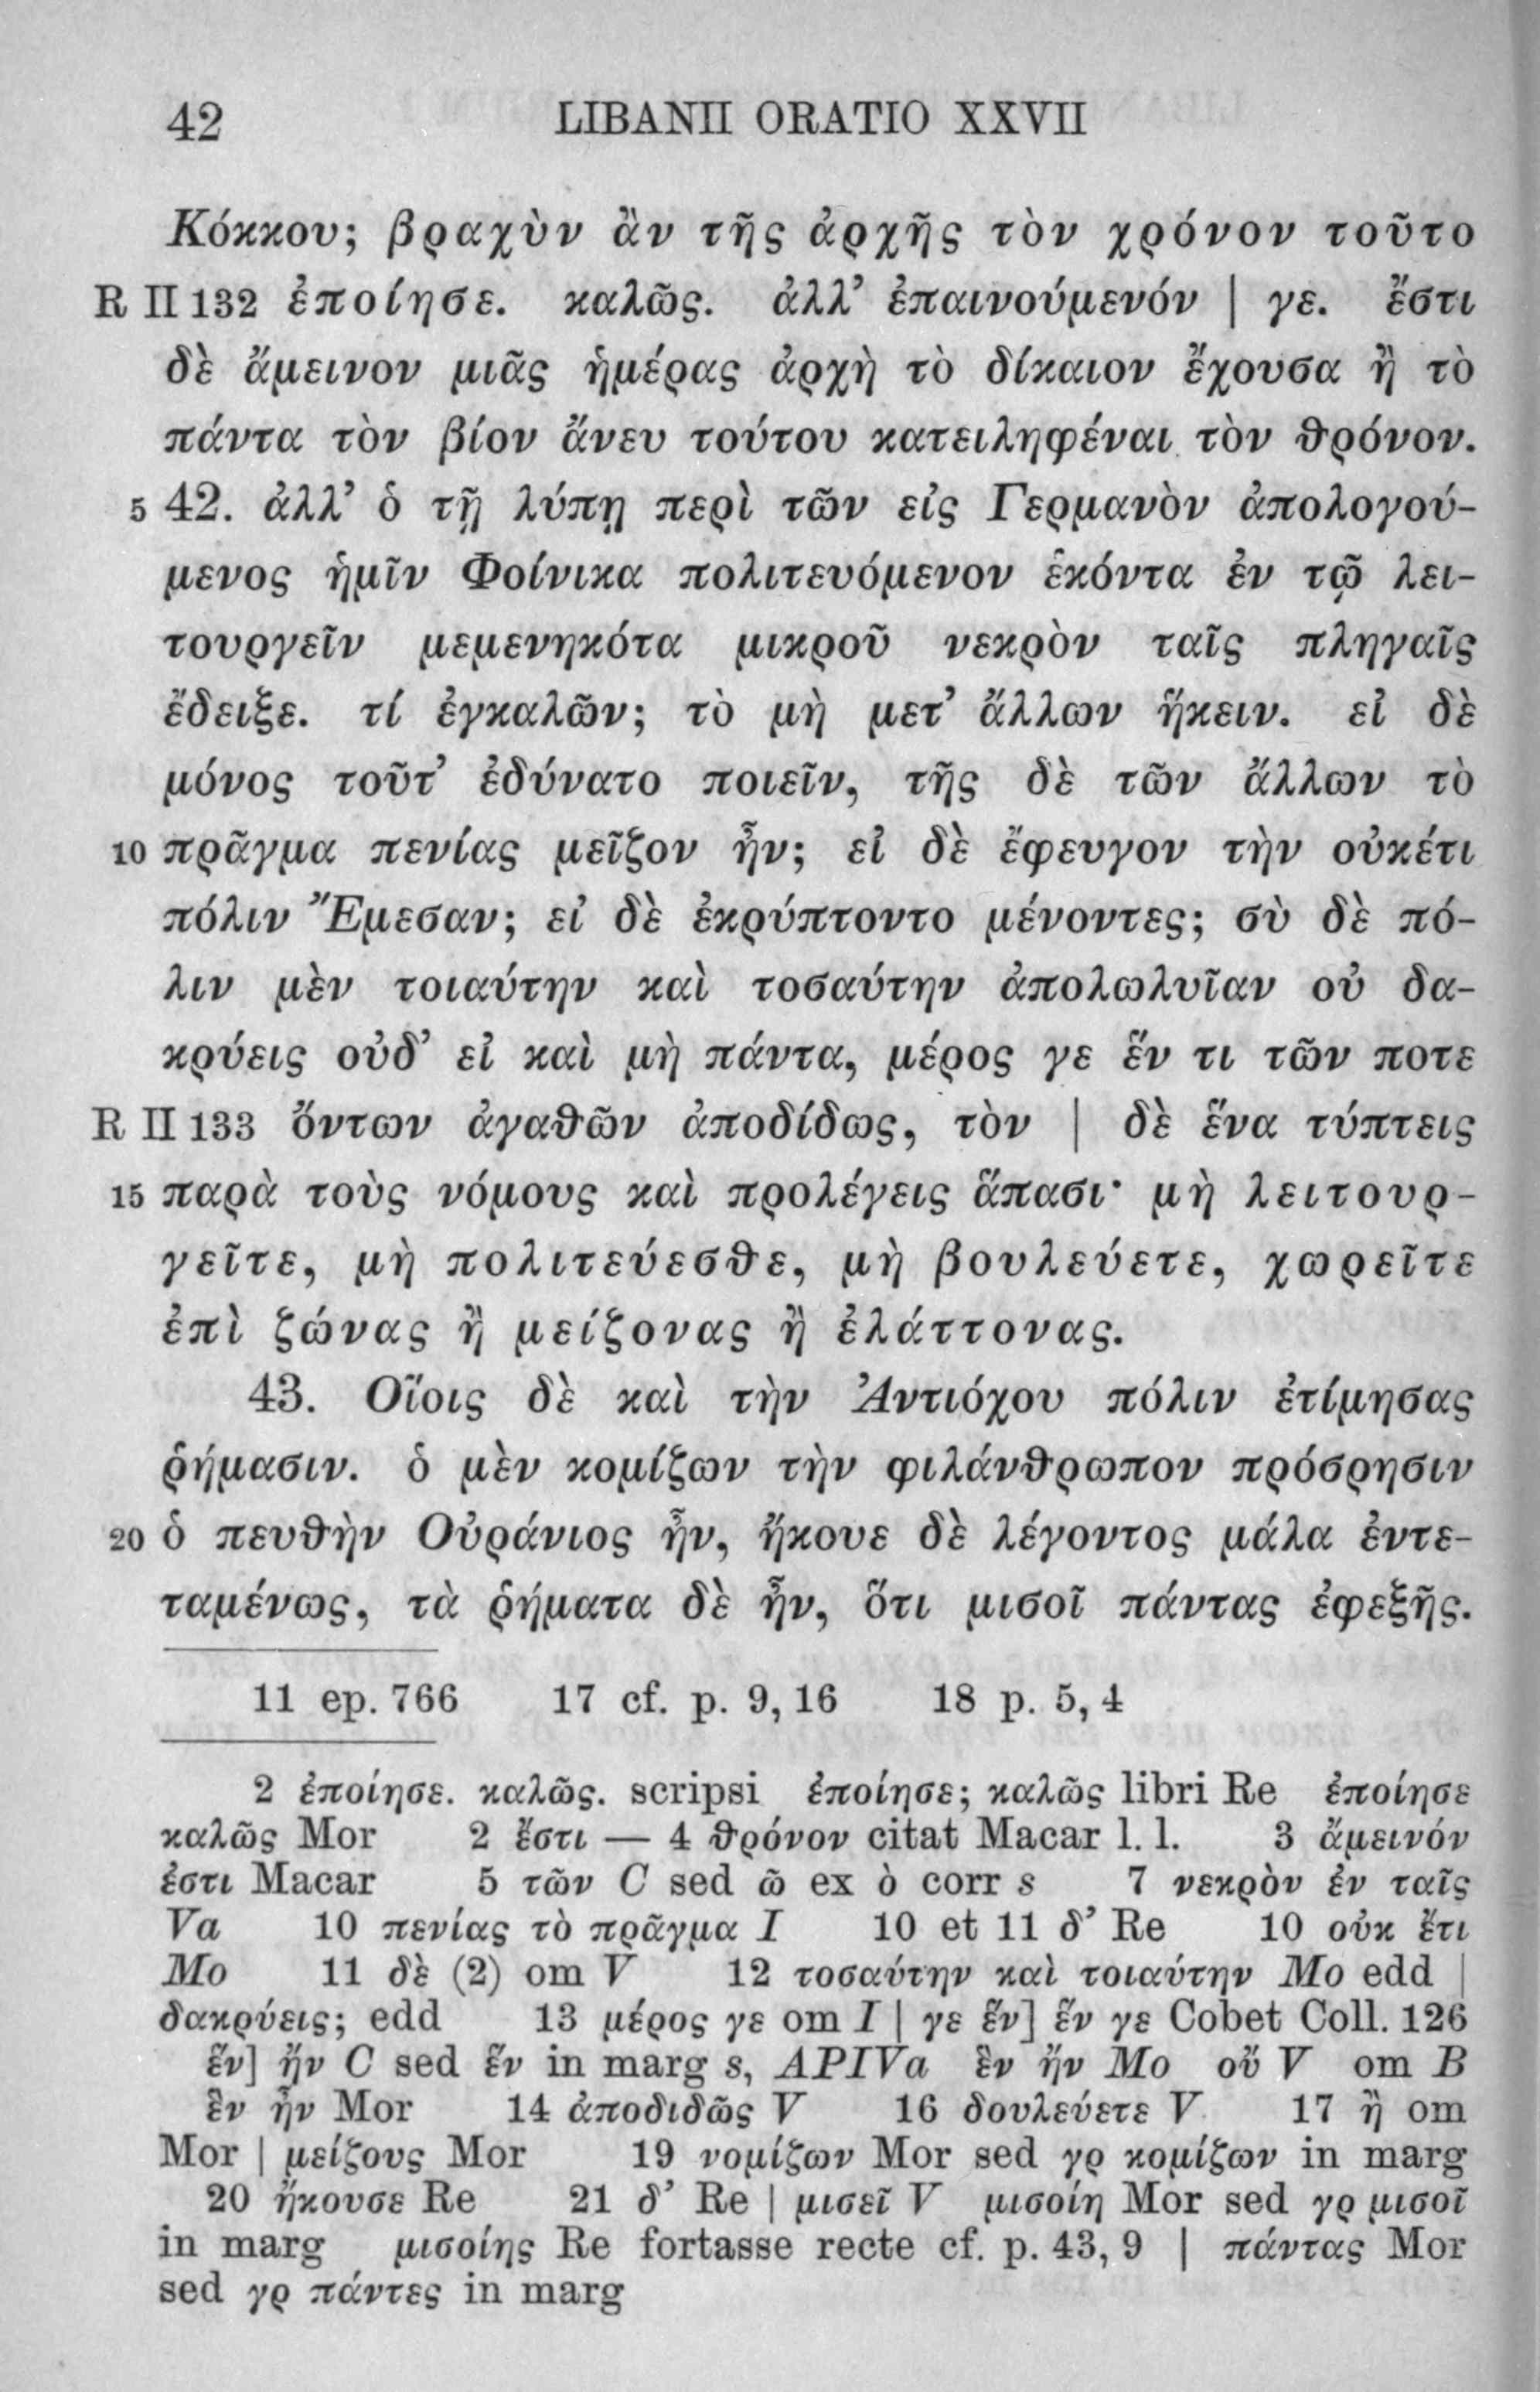 42 LIBANII ORATIO XXVII
Κόκκου; βραχὺν ἂν τῆς ἀρχῆς τὸν χρόνον τοῦτο
R II 132 ἐποίησε. καλῶς. ἀλλ’ ἐπαινούμενόν | γε. ἔστι
δὲ ἄμεινον μιᾶς ἡμέρας ἀρχὴ τὸ δίκαιον ἔχουσα ἢ τὸ
πάντα τὸν βίον ἄνευ τούτου κατειληφέναι τὸν θρόνον.
5 42. ἀλλ’ ὁ τῇ λύπῃ περὶ τῶν εἰς Γερμανὸν ἀπολογού-
μενος ἡμῖν Φοίνικα πολιτευόμενον ἑκόντα ἐν τῷ λει-
τουργεῖν μεμενηκότα μικροῦ νεκρὸν ταῖς πληγαῖς
ἔδειξε. τί ἐγκαλῶν; τὸ μὴ μετ’ ἄλλων ἥκειν. εἰ δὲ
μόνος τοῦτ’ ἐδύνατο ποιεῖν, τῆς δὲ τῶν ἄλλων τὸ
10 πρᾶγμα πενίας μεῖζον ἦν; εἰ δὲ ἔφευγον τὴν οὐκέτι
πόλιν Ἔμεσαν; εἰ δὲ ἐκρύπτοντο μένοντες; σὺ δὲ πό-
λιν μὲν τοιαύτην καὶ τοσαύτην ἀπολωλυῖαν οὐ δα-
κρύεις οὐδ’ εἰ καὶ μὴ πάντα, μέρος γε ἕν τι τῶν ποτε
R II 133 ὄντων ἀγαθῶν ἀποδίδως, τὸν | δὲ ἕνα τύπτεις
15 παρὰ τοὺς νόμους καὶ προλέγεις ἅπασι· μὴ λειτουρ-
γεῖτε, μὴ πολιτεύεσθε, μὴ βουλεύετε, χωρεῖτε
ἐπὶ ζώνας ἢ μείζονας ἢ ἐλάττονας.
43. Οἵοις δὲ καὶ τὴν Ἀντιόχου πόλιν ἐτίμησας
ῥήμασιν. ὁ μὲν κομίζων τὴν φιλάνθρωπον πρόσρησιν
20 ὁ πευθὴν Οὐράνιος ἦν, ἤκουε δὲ λέγοντος μάλα ἐντε-
ταμένως, τὰ ῥήματα δὲ ἦν, ὅτι μισοῖ πάντας ἐφεξῆς.
11 ep. 766 17 cf. p. 9, 16 18 p. 5, 4
2 ἐποίησε. καλῶς. scripsi ἐποίησε; καλῶς libri Re ἐποίησε
καλῶς Mor 2 ἔστι — 4 θρόνον citat Macar l. l. 3 ἄμεινόν
ἐστι Macar 5 τῶν C sed ῶ ex ὸ corr s 7 νεκρὸν ἐν ταῖς
Va 10 πενίας τὸ πρᾶγμα I 10 et 11 δ’ Re 10 οὐκ ἔτι
Mo 11 δὲ (2) om V 12 τοσαύτην καὶ τοιαύτην Mo edd |
δακρύεις; edd 13 μέρος γε om I | γε ἕν] ἕν γε Cobet Coll. 126
ἕν] ἤν C sed ἕν in marg s, APIVa ἓν ἤν Mo οὔ V om B
ἓν ἦν Mor 14 ἀποδιδῶς V 16 δουλεύετε V 17 ἢ om
Mor | μείζους Mor 19 νομίζων Mor sed γρ κομίζων in marg
20 ἤκουσε Re 21 δ’ Re | μισεῖ V μισοίη Mor sed γρ μισοῖ
in marg μισοίης Re fortasse recte cf. p. 43, 9 | πάντας Mor
sed γρ πάντες in marg